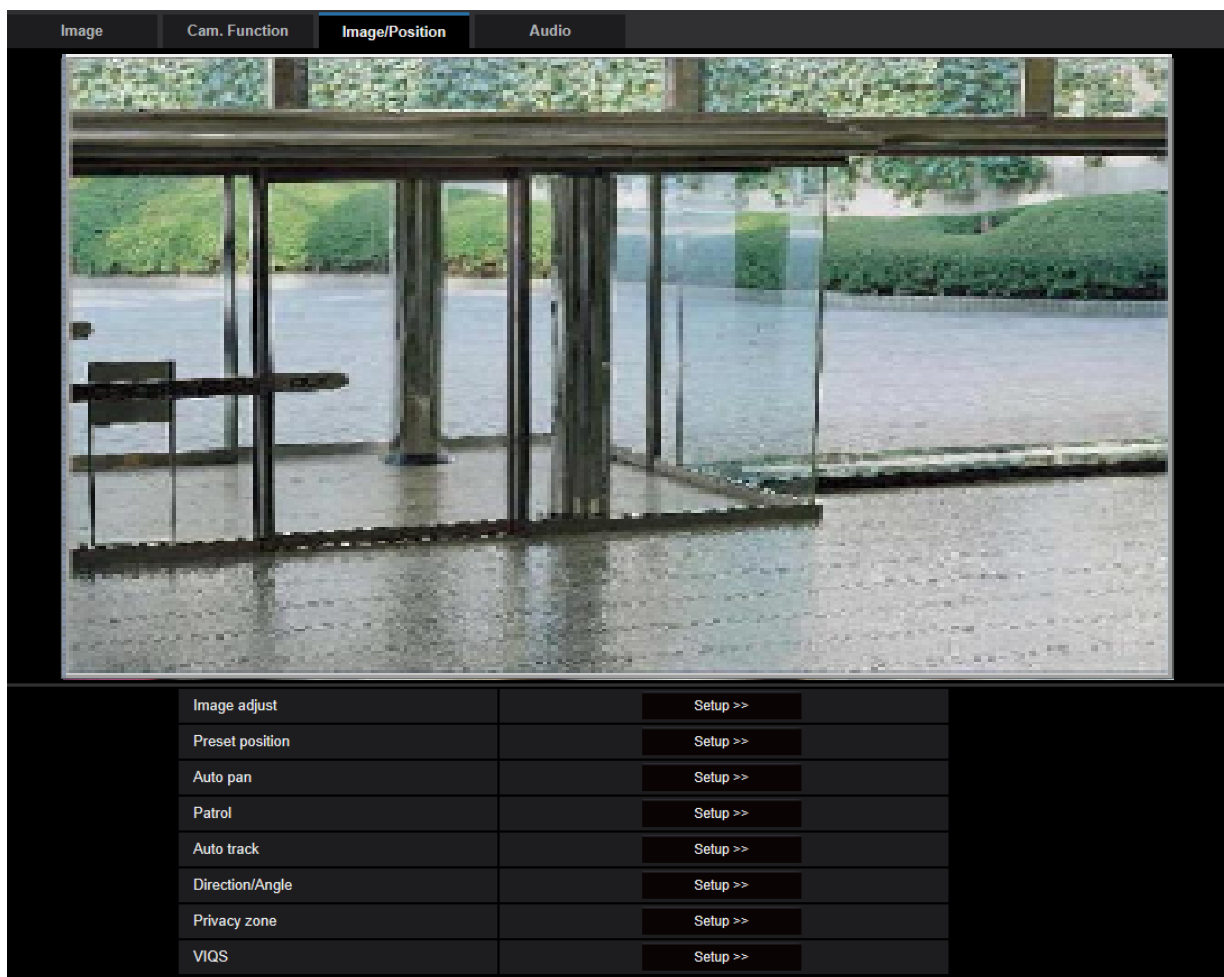 Image Cam. Function Image/Position Audio
Image adjust Setup >>
Preset position Setup >>
Auto pan Setup >>
Patrol Setup >>
Auto track Setup >>
Direction/Angle Setup >>
Privacy zone Setup >>
VIQS Setup >>